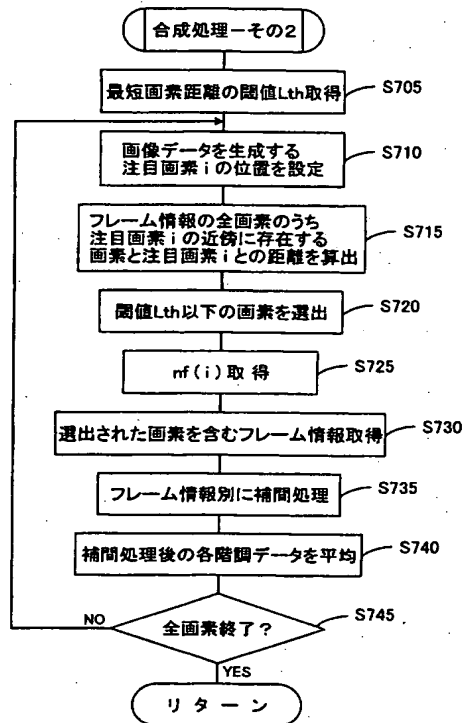 合成処理－その2
最短画素距離の閾値Lth取得
S705
画像データを生成する
注目画素iの位置を設定
S710
フレーム情報の全画素のうち
注目画素iの近傍に存在する
画素と注目画素iとの距離を算出
S715
閾値Lth以下の画素を選出
S720
nf(i)取得
S725
選出された画素を含むフレーム情報取得
S730
フレーム情報別に補間処理
S735
補間処理後の各階調データを平均
S740
全画素終了?
S745
NO
YES
リターン